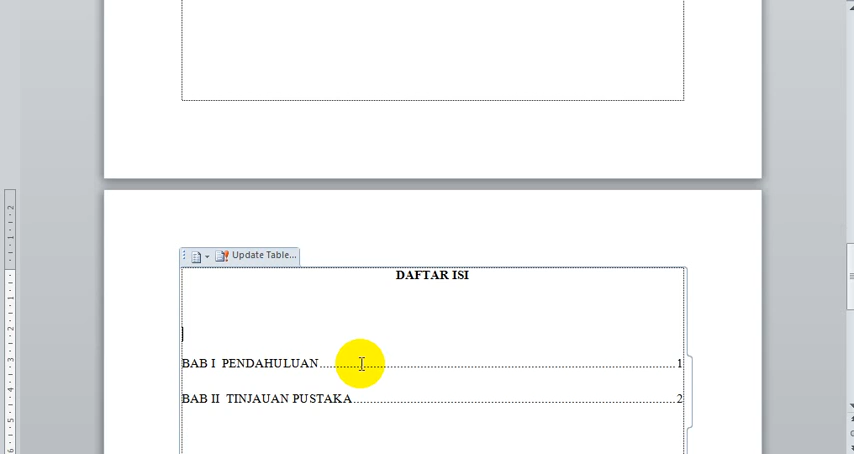 Update Table...
DAFTAR ISI
BAB I  PENDAHULUAN.......................................................................................1
BAB II  TINJAUAN PUSTAKA...............................................................................2